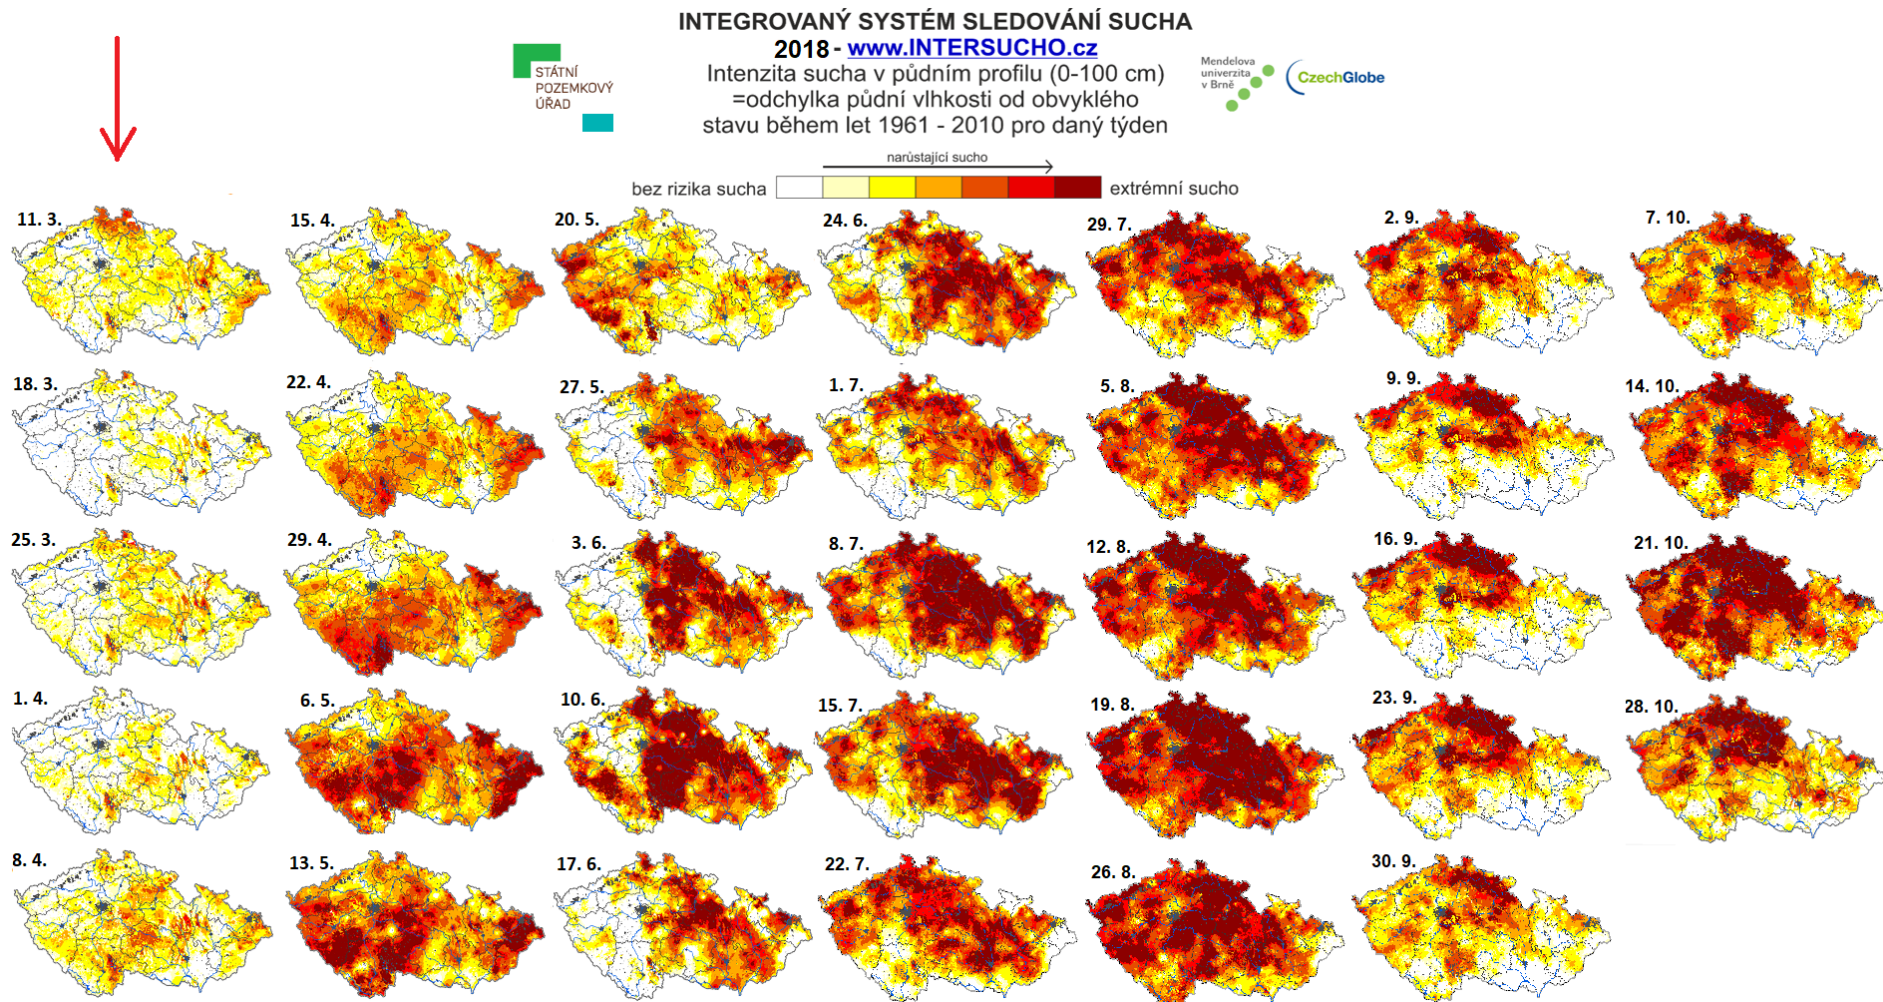 INTEGROVANÝ SYSTÉM SLEDOVÁNÍ SUCHA
2018 - www.INTERSUCHO.cz
Intenzita sucha v půdním profilu (0-100 cm)
=odchylka půdní vlhkosti od obvyklého
stavu během let 1961 - 2010 pro daný týden
STÁTNÍ
POZEMKOVÝ
ÚŘAD
Mendelova
univerzita
v Brně
CzechGlobe
narůstající sucho
bez rizika sucha
extrémní sucho
11. 3.
15. 4.
20. 5.
24. 6.
29. 7.
2. 9.
7. 10.
18. 3.
22. 4.
27. 5.
1. 7.
5. 8.
9. 9.
14. 10.
25. 3.
29. 4.
3. 6.
8. 7.
12. 8.
16. 9.
21. 10.
1. 4.
6. 5.
10. 6.
15. 7.
19. 8.
23. 9.
28. 10.
8. 4.
13. 5.
17. 6.
22. 7.
26. 8.
30. 9.